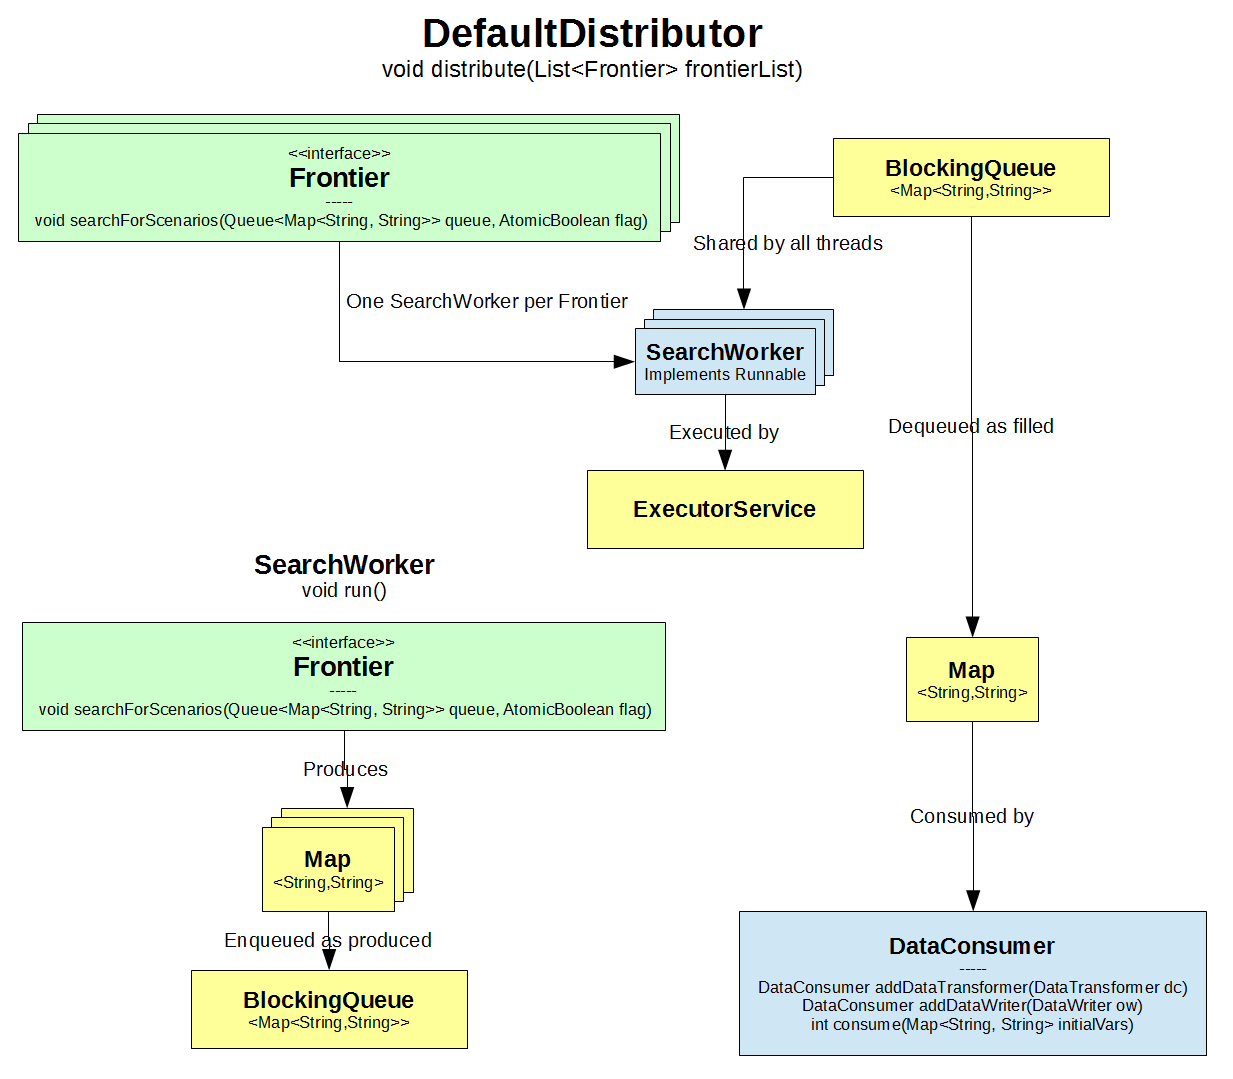 DefaultDistributor
void distribute(List<Frontier> frontierList)
<<interface>>
Frontier
-----
void searchForScenarios(Queue<Map<String, String>> queue, AtomicBoolean flag)
BlockingQueue
<Map<String,String>>
Shared by all threads
One SearchWorker per Frontier
SearchWorker
Implements Runnable
Executed by
Dequeued as filled
ExecutorService
SearchWorker
void run()
<<interface>>
Frontier
-----
void searchForScenarios(Queue<Map<String, String>> queue, AtomicBoolean flag)
Map
<String,String>
Produces
Consumed by
Map
<String,String>
Enqueued as produced
BlockingQueue
<Map<String,String>>
DataConsumer
-----
DataConsumer addDataTransformer(DataTransformer dc)
DataConsumer addDataWriter(DataWriter ow)
int consume(Map<String, String> initialVars)